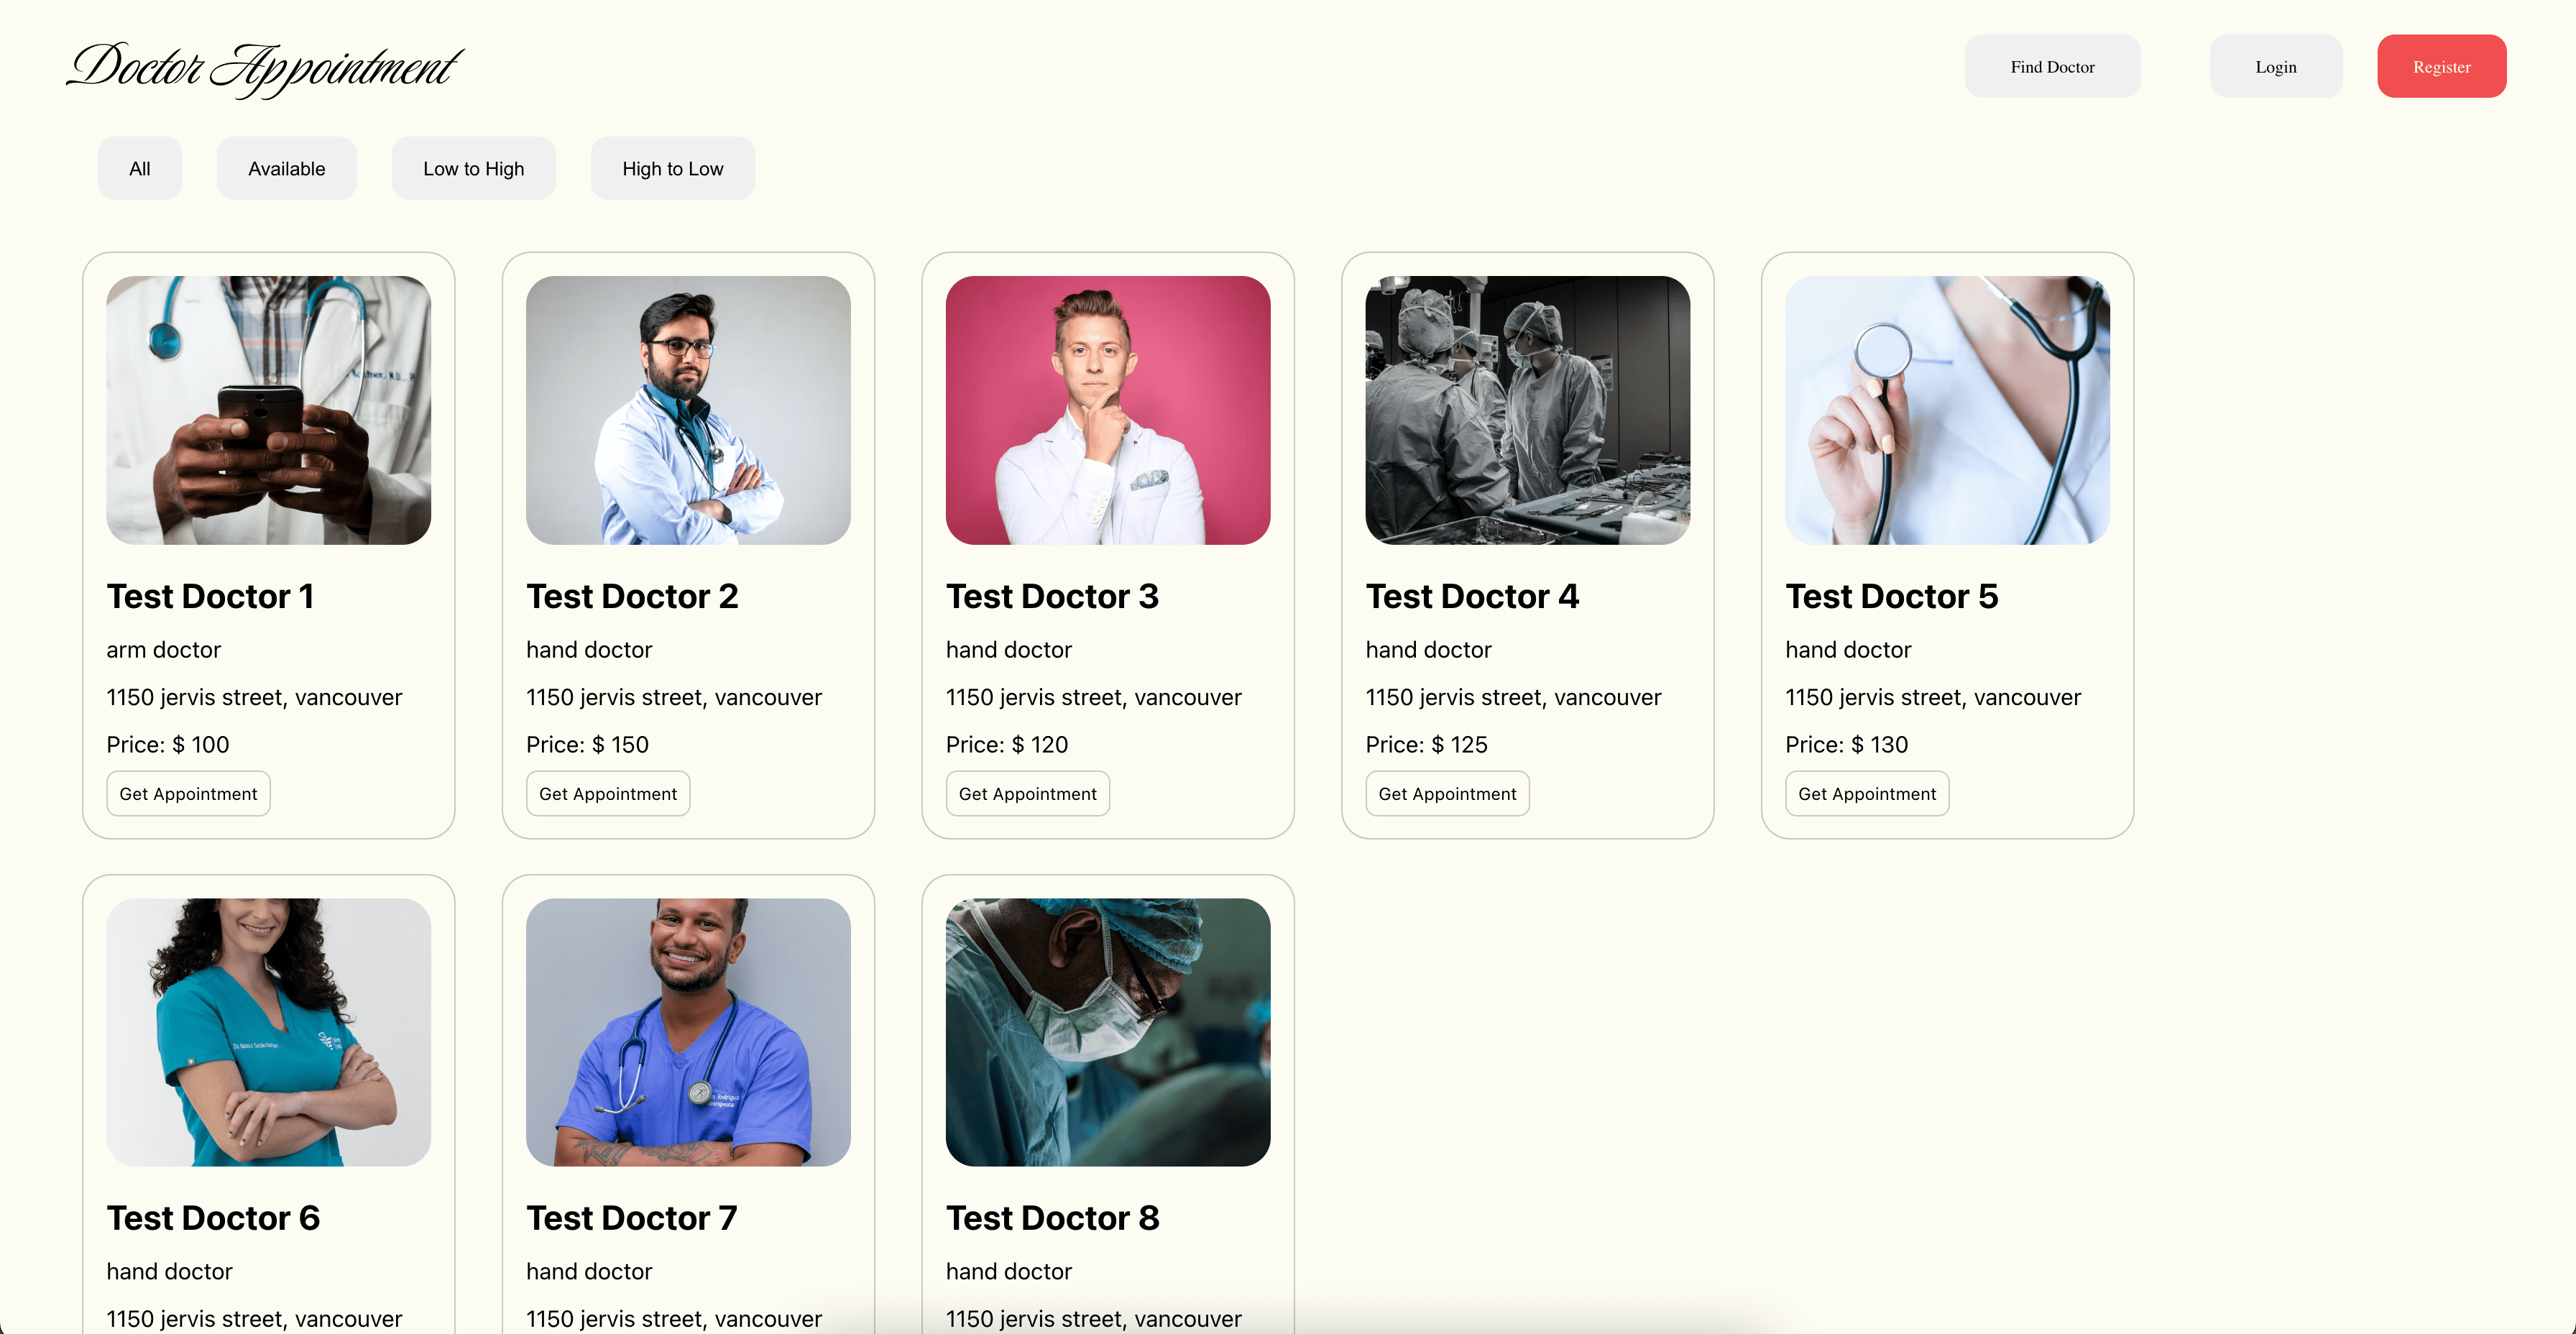 Doctor Appointment
Find Doctor
Login
Register
All
Available
Low to High
High to Low
Test Doctor 1
arm doctor
1150 jervis street, vancouver
Price: $ 100
Get Appointment
Test Doctor 2
hand doctor
1150 jervis street, vancouver
Price: $ 150
Get Appointment
Test Doctor 3
hand doctor
1150 jervis street, vancouver
Price: $ 120
Get Appointment
Test Doctor 4
hand doctor
1150 jervis street, vancouver
Price: $ 125
Get Appointment
Test Doctor 5
hand doctor
1150 jervis street, vancouver
Price: $ 130
Get Appointment
Test Doctor 6
hand doctor
1150 jervis street, vancouver
Test Doctor 7
hand doctor
1150 jervis street, vancouver
Test Doctor 8
hand doctor
1150 jervis street, vancouver